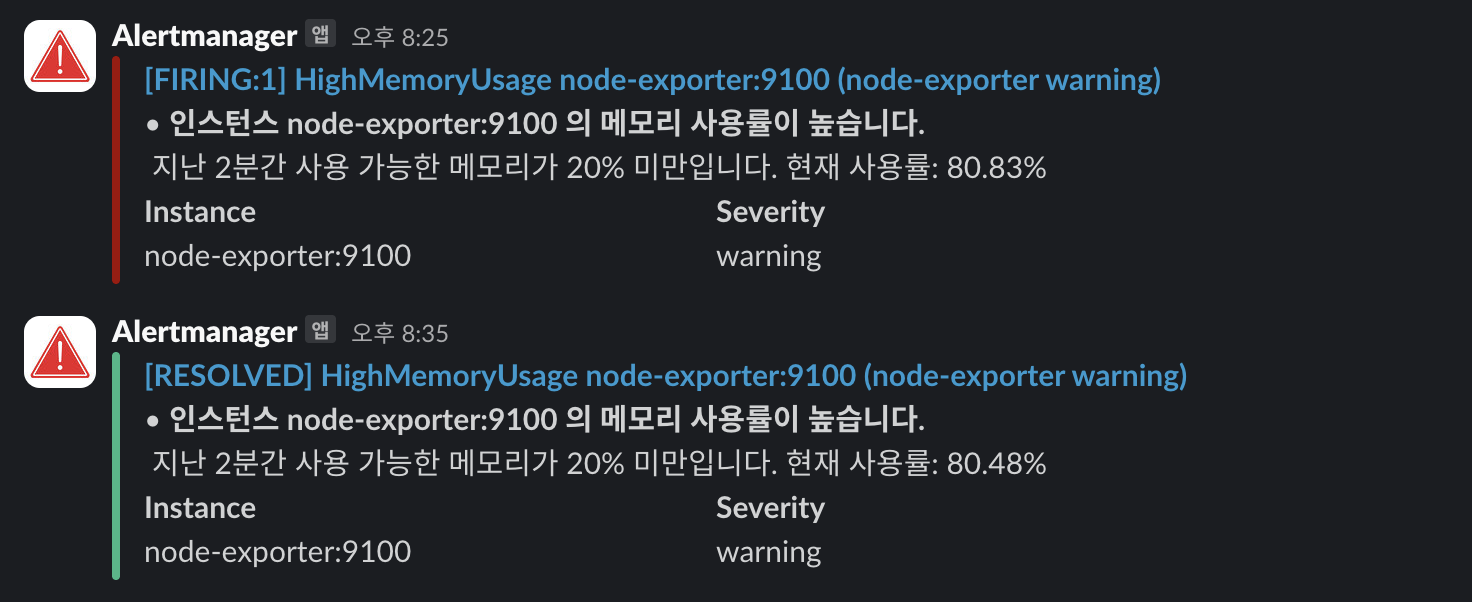 Alertmanager 앱 오후 8:25
[FIRING:1] HighMemoryUsage node-exporter:9100 (node-exporter warning)
• 인스턴스 node-exporter:9100 의 메모리 사용률이 높습니다.
지난 2분간 사용 가능한 메모리가 20% 미만입니다. 현재 사용률: 80.83%
Instance Severity
node-exporter:9100 warning
Alertmanager 앱 오후 8:35
[RESOLVED] HighMemoryUsage node-exporter:9100 (node-exporter warning)
• 인스턴스 node-exporter:9100 의 메모리 사용률이 높습니다.
지난 2분간 사용 가능한 메모리가 20% 미만입니다. 현재 사용률: 80.48%
Instance Severity
node-exporter:9100 warning